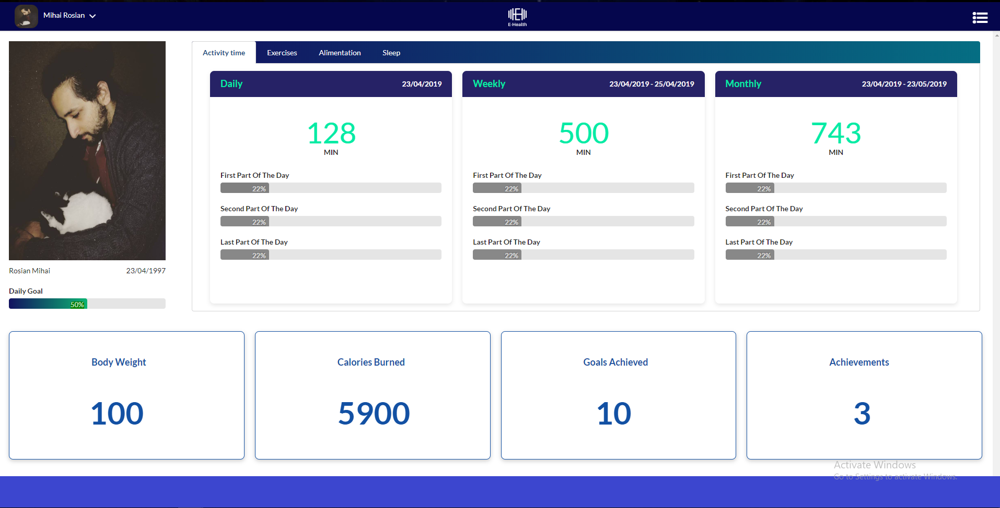 Mihai Rosian
E-Health
Activity time
Exercises
Alimentation
Sleep
Daily 23/04/2019
128
MIN
First Part Of The Day
22%
Second Part Of The Day
22%
Last Part Of The Day
22%
Weekly 23/04/2019 - 25/04/2019
500
MIN
First Part Of The Day
22%
Second Part Of The Day
22%
Last Part Of The Day
22%
Monthly 23/04/2019 - 23/05/2019
743
MIN
First Part Of The Day
22%
Second Part Of The Day
22%
Last Part Of The Day
22%
Rosian Mihai 23/04/1997
Daily Goal
50%
Body Weight
100
Calories Burned
5900
Goals Achieved
10
Achievements
3
Activate Windows
Go to Settings to activate Windows.